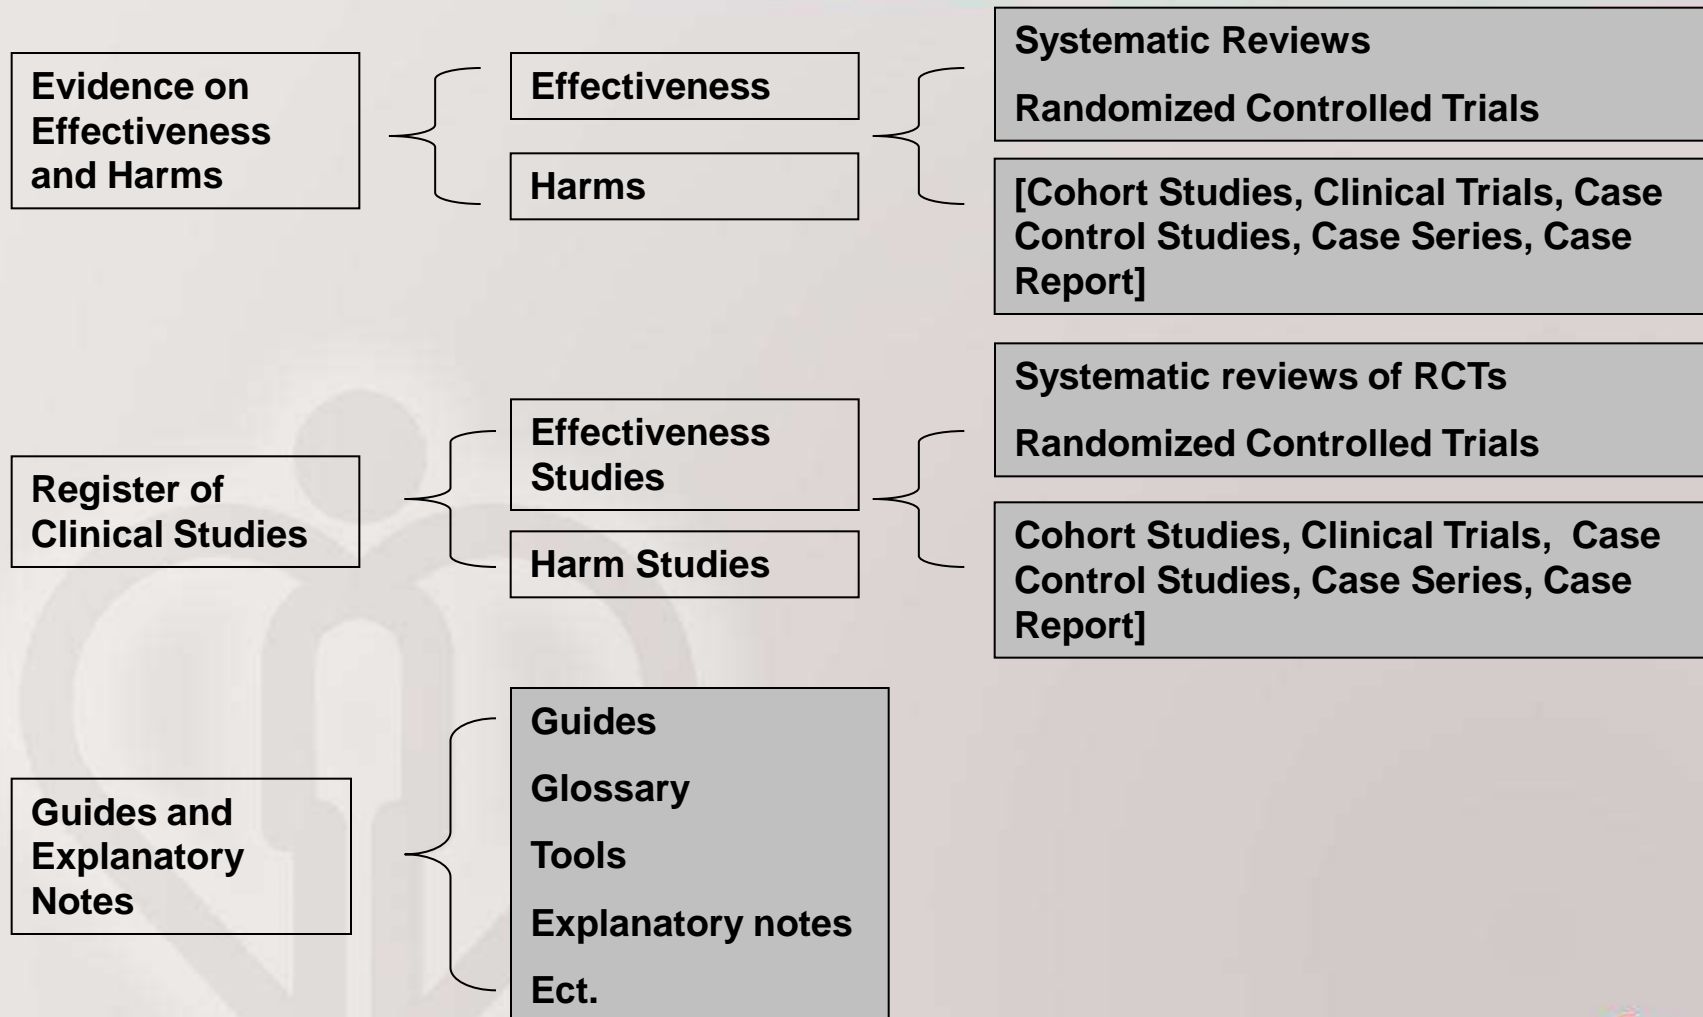 Evidence on
Effectiveness
and Harms
Effectiveness
Harms
Systematic Reviews
Randomized Controlled Trials
[Cohort Studies, Clinical Trials, Case
Control Studies, Case Series, Case
Report]
Register of
Clinical Studies
Effectiveness
Studies
Harm Studies
Systematic reviews of RCTs
Randomized Controlled Trials
Cohort Studies, Clinical Trials,  Case
Control Studies, Case Series, Case
Report]
Guides and
Explanatory
Notes
Guides
Glossary
Tools
Explanatory notes
Ect.